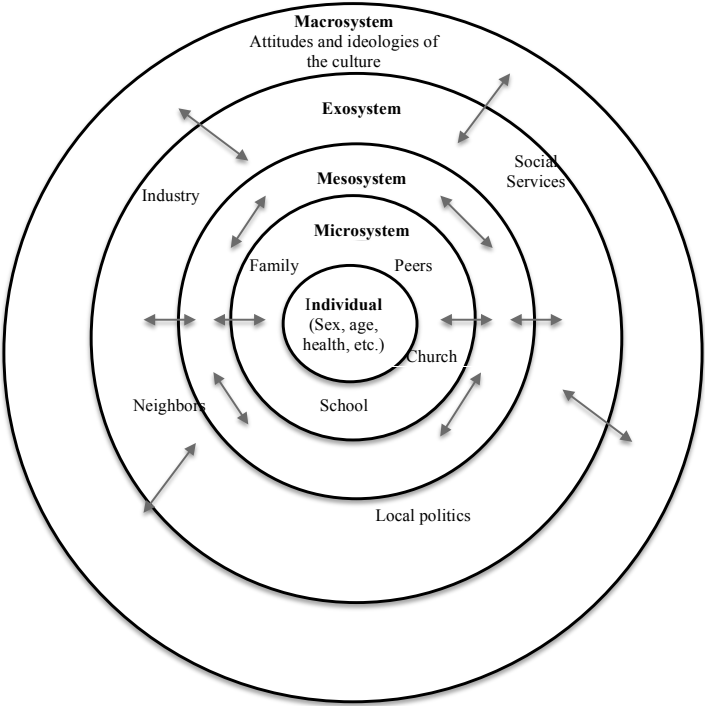 Macrosystem
Attitudes and ideologies of
the culture
Exosystem
Social
Services
Mesosystem
Industry
Microsystem
Family
Peers
Individual
(Sex, age,
health, etc.)
Church
Neighbors
School
Local politics